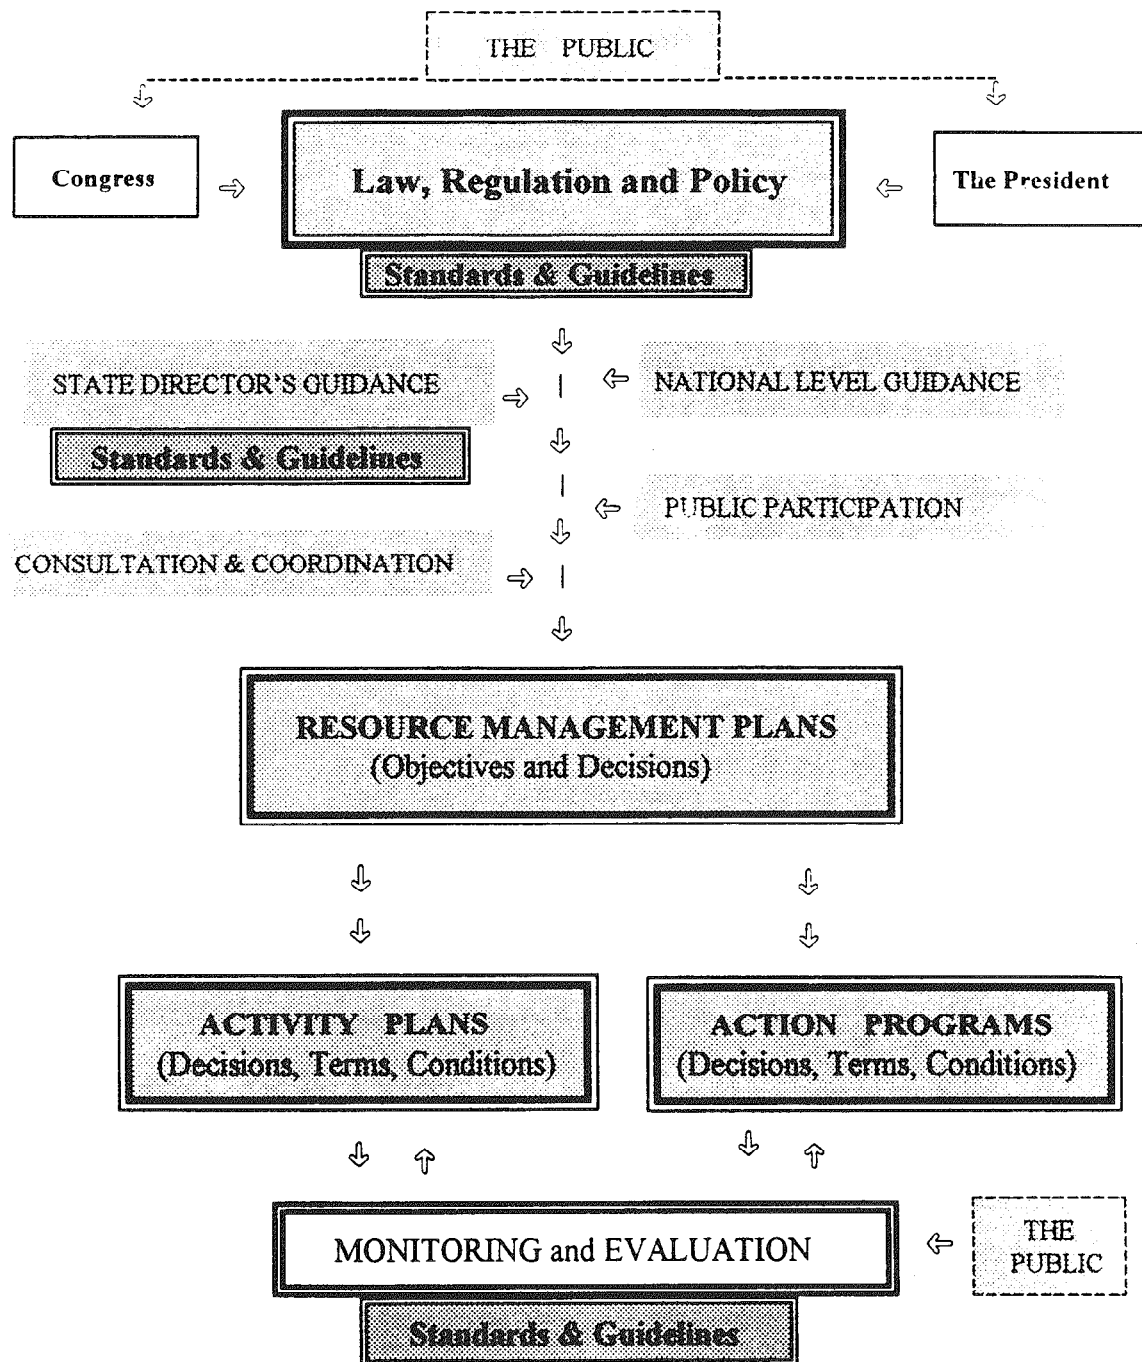 THE PUBLIC
Congress
Law, Regulation and Policy
The President
Standards & Guidelines
STATE DIRECTOR'S GUIDANCE
NATIONAL LEVEL GUIDANCE
Standards & Guidelines
PUBLIC PARTICIPATION
CONSULTATION & COORDINATION
RESOURCE MANAGEMENT PLANS
(Objectives and Decisions)
ACTIVITY PLANS
(Decisions, Terms, Conditions)
ACTION PROGRAMS
(Decisions, Terms, Conditions)
MONITORING and EVALUATION
THE
PUBLIC
Standards & Guidelines